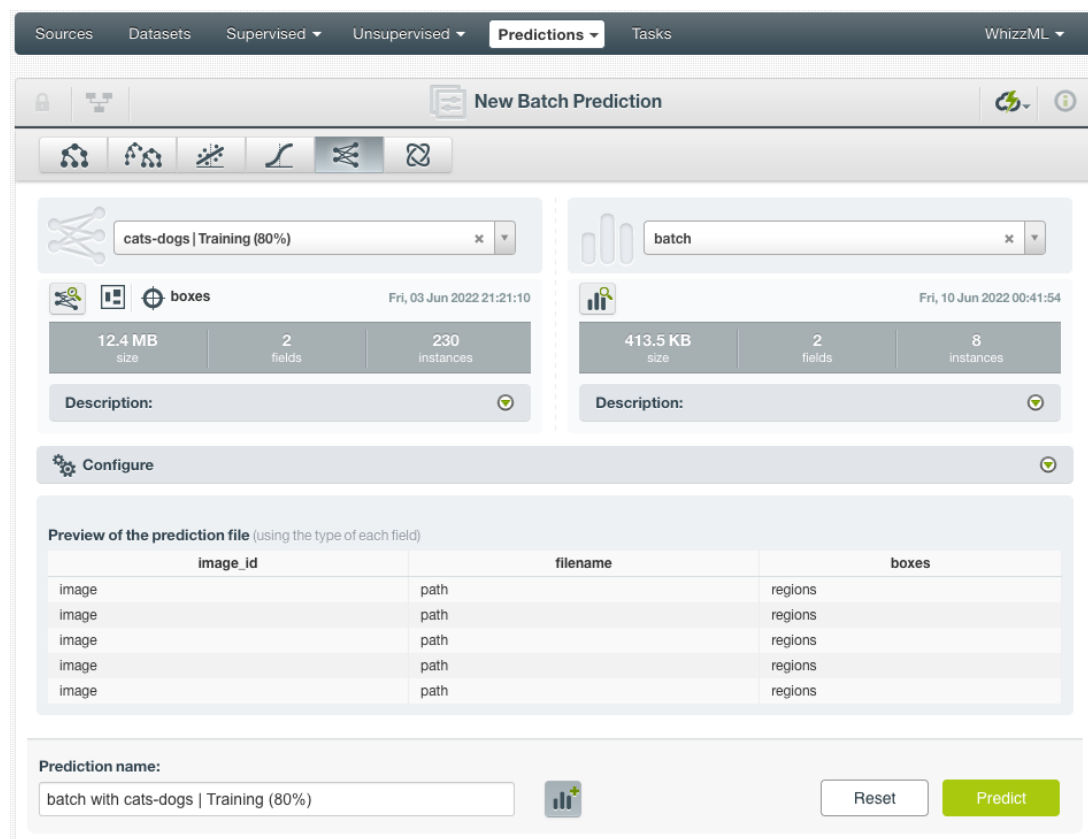 Sources Datasets Supervised Unsupervised Predictions Tasks WhizzML
New Batch Prediction
cats-dogs | Training (80%)
boxes Fri, 03 Jun 2022 21:21:10
12.4 MB 2 230
size fields instances
Description:
batch
Fri, 10 Jun 2022 00:41:54
413.5 KB 2 8
size fields instances
Description:
Configure
Preview of the prediction file (using the type of each field)
image_id filename boxes
image path regions
image path regions
image path regions
image path regions
image path regions
Prediction name:
batch with cats-dogs | Training (80%) Reset Predict